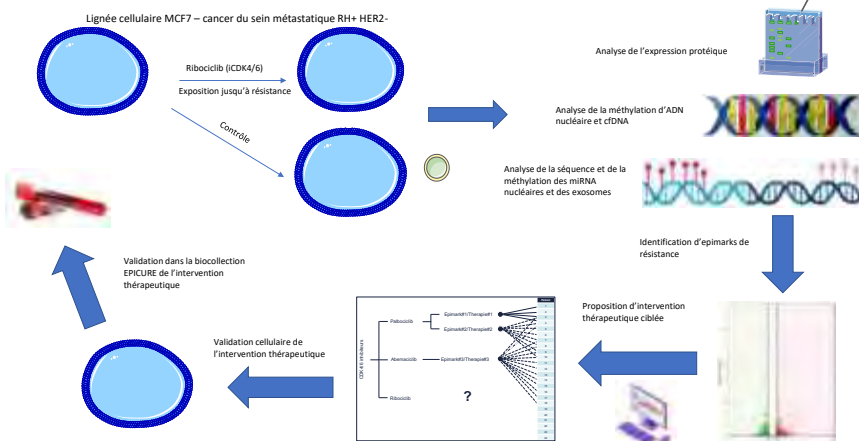 Lignée cellulaire MCF7 – cancer du sein métastatique RH+ HER2-
Ribociclib (iCDK4/6)
Exposition jusqu'à résistance
Contrôle
Analyse de l'expression protéique
Analyse de la méthylation d'ADN
nucléaire et cfDNA
Analyse de la séquence et de la
méthylation des miRNA
nucléaires et des exosomes
Identification d'epimarks de
résistance
Proposition d'intervention
thérapeutique ciblée
CDK 4/6 inhibiteurs
Palbociclib
Epimark#1/Therapie#1
Epimark#2/Therapie#2
Abemaciclib
Epimark#3/Therapie#3
Ribociclib
?
Validation cellulaire de
l'intervention thérapeutique
Validation dans la biocollection
EPICURE de l'intervention
thérapeutique